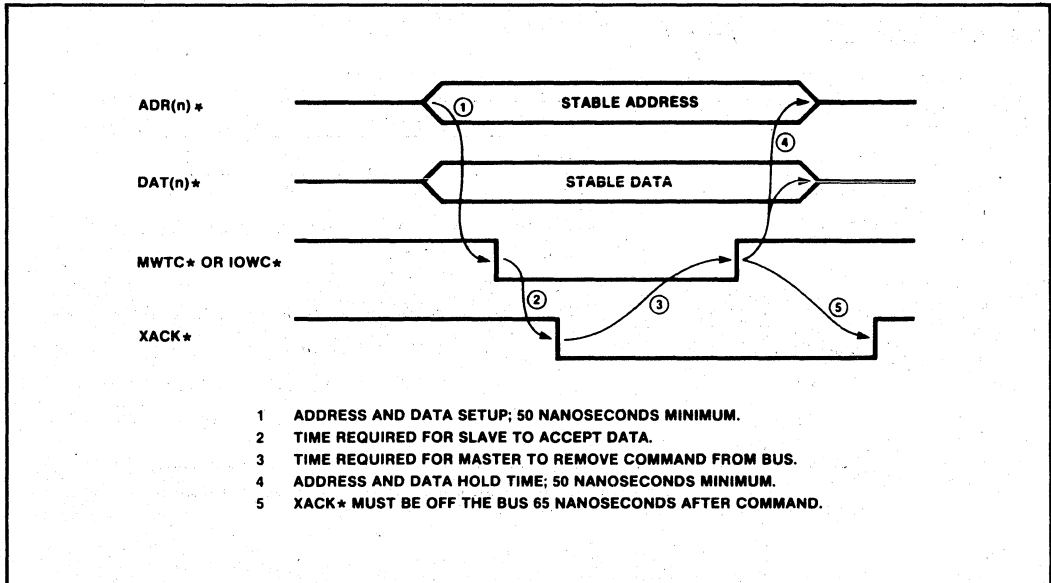 ADR(n)*
① STABLE ADDRESS
④
DAT(n)*
STABLE DATA
MWTC* OR IOWC*
②
③
⑤
XACK*
1 ADDRESS AND DATA SETUP; 50 NANOSECONDS MINIMUM.
2 TIME REQUIRED FOR SLAVE TO ACCEPT DATA.
3 TIME REQUIRED FOR MASTER TO REMOVE COMMAND FROM BUS.
4 ADDRESS AND DATA HOLD TIME; 50 NANOSECONDS MINIMUM.
5 XACK* MUST BE OFF THE BUS 65 NANOSECONDS AFTER COMMAND.